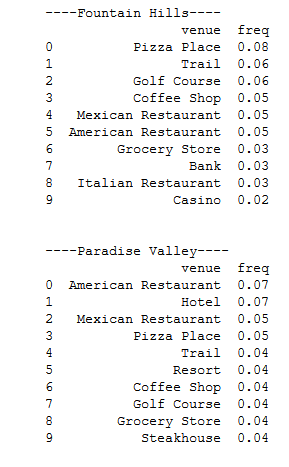 ----Fountain Hills----
venue freq
0 Pizza Place 0.08
1 Trail 0.06
2 Golf Course 0.06
3 Coffee Shop 0.05
4 Mexican Restaurant 0.05
5 American Restaurant 0.05
6 Grocery Store 0.03
7 Bank 0.03
8 Italian Restaurant 0.03
9 Casino 0.02
----Paradise Valley----
venue freq
0 American Restaurant 0.07
1 Hotel 0.07
2 Mexican Restaurant 0.05
3 Pizza Place 0.05
4 Trail 0.04
5 Resort 0.04
6 Coffee Shop 0.04
7 Golf Course 0.04
8 Grocery Store 0.04
9 Steakhouse 0.04